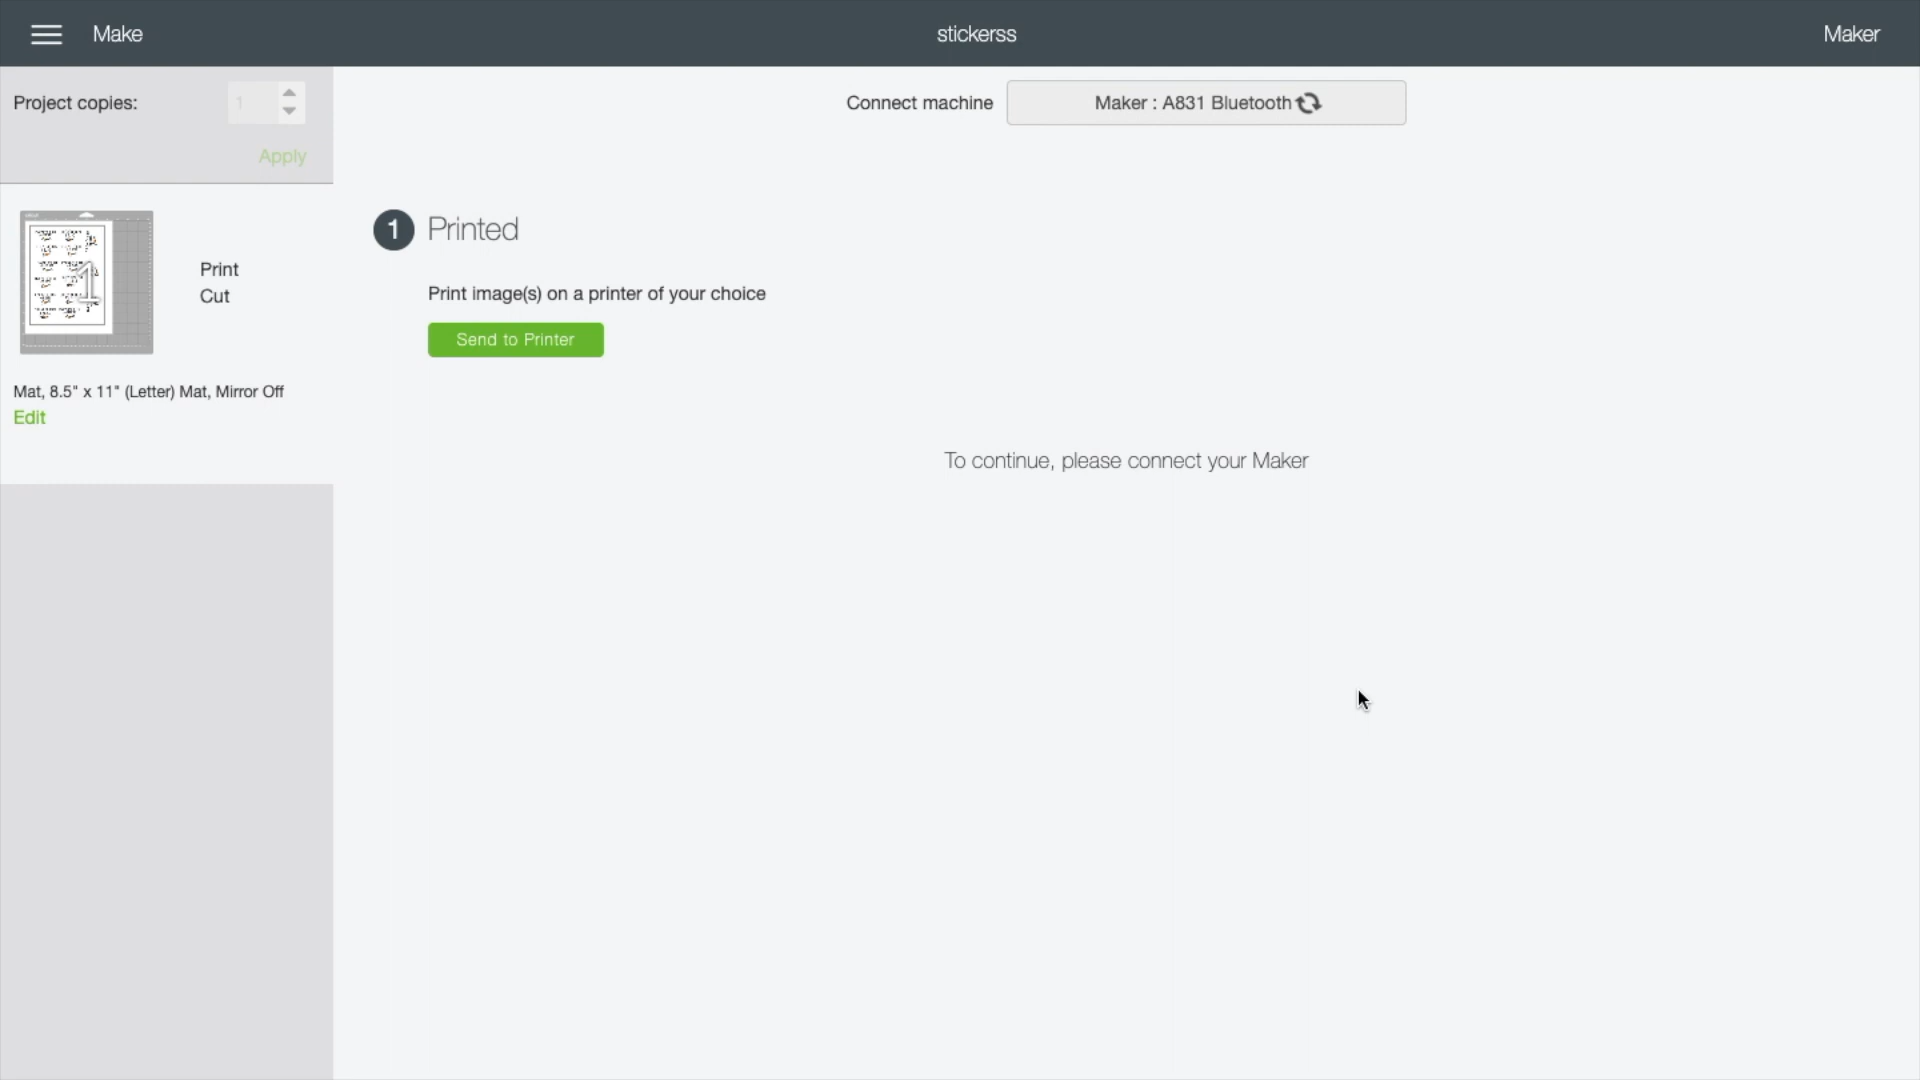 Make
stickerss
Maker
Project copies:
1
Apply
Connect machine
Maker : A831 Bluetooth
1
Printed
Print image(s) on a printer of your choice
Send to Printer
Print
Cut
1
Mat, 8.5" x 11" (Letter) Mat, Mirror Off
Edit
To continue, please connect your Maker